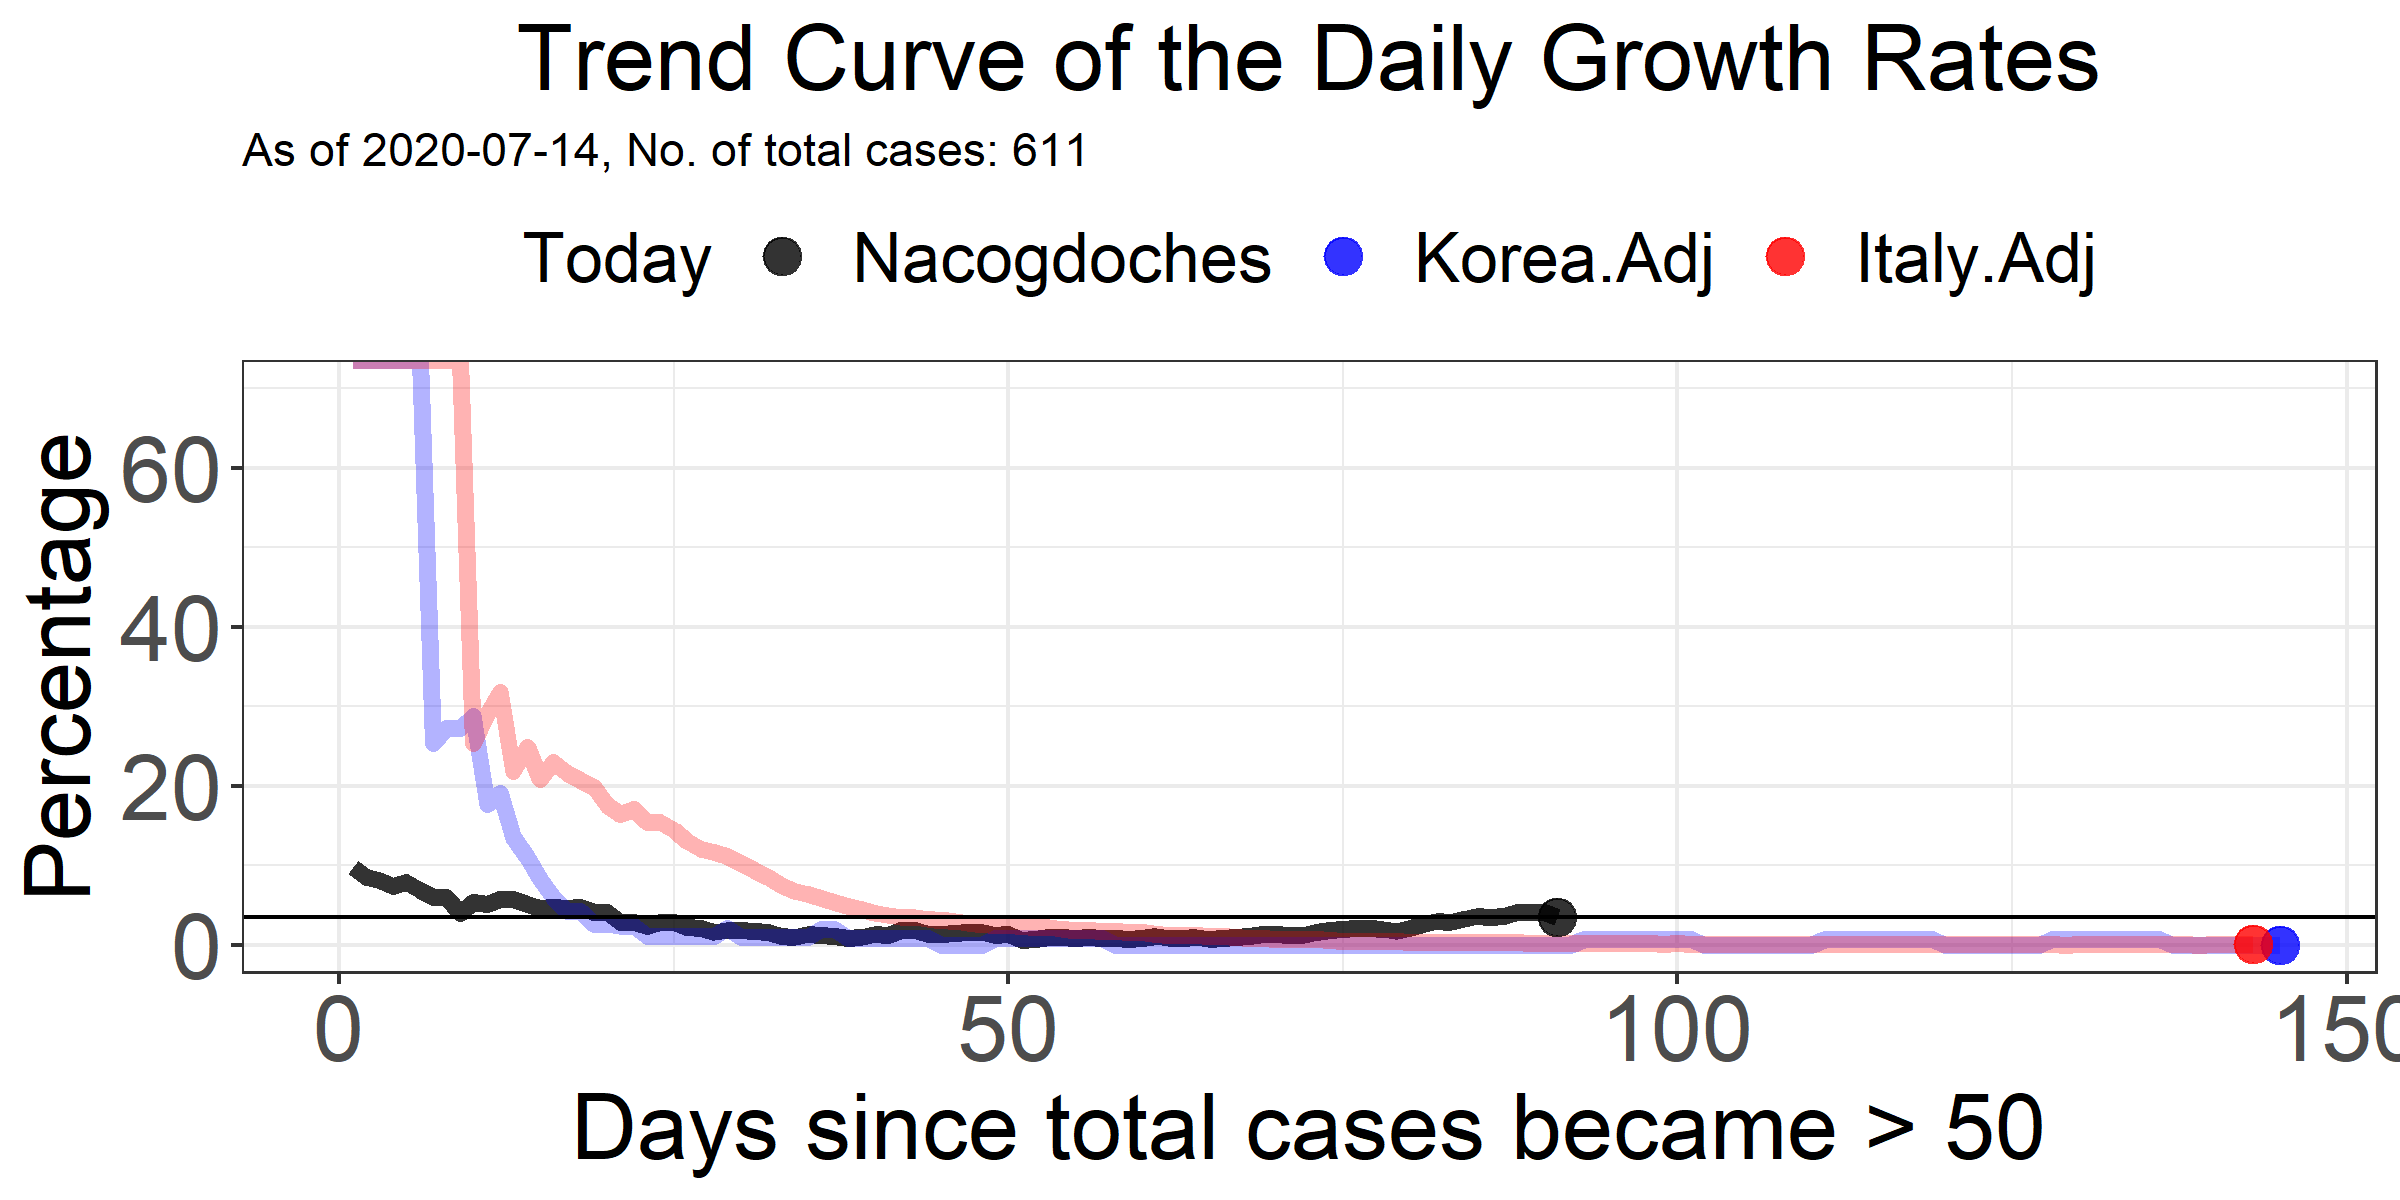 Trend Curve of the Daily Growth Rates
As of 2020-07-14, No. of total cases: 611
Today Nacogdoches Korea.Adj Italy.Adj
Percentage
60
40
20
0
0 50 100 150
Days since total cases became > 50